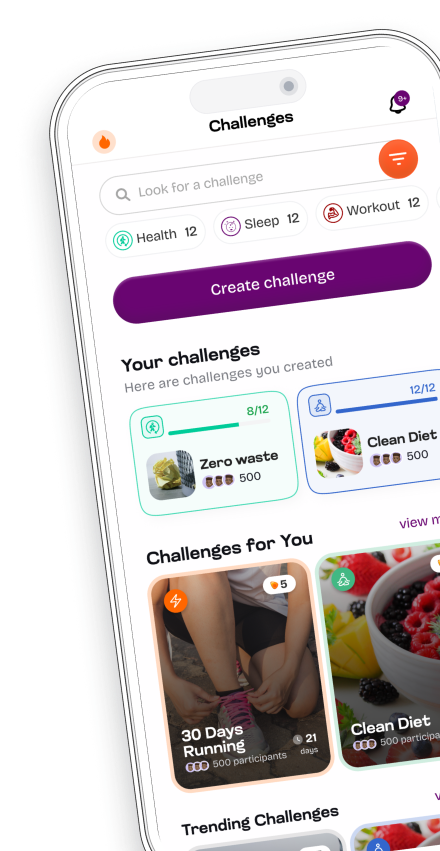 9+
Challenges
Look for a challenge
Health 12
Sleep 12
Workout 12
Create challenge
Your challenges
Here are challenges you created
8/12
Zero waste
500
12/12
Clean Diet
500
view m
Challenges for You
5
30 Days
Running
500 participants
21
days
Clean Diet
500 participa
Trending Challenges